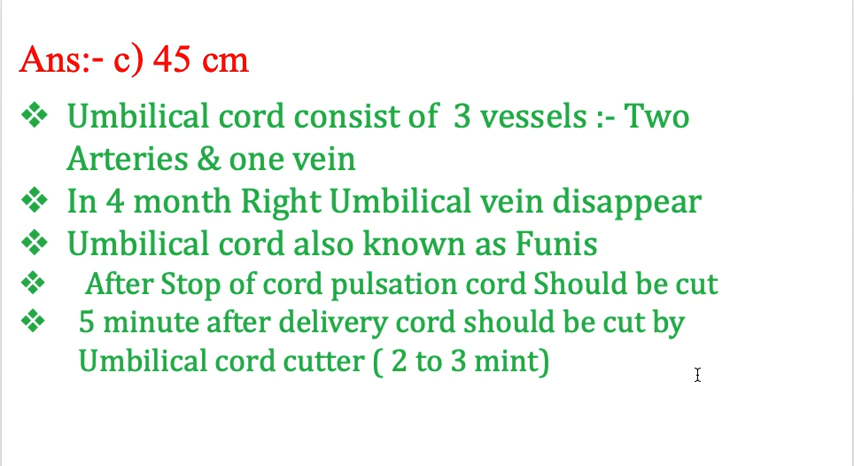 Ans:- c) 45 cm
❖ Umbilical cord consist of 3 vessels :- Two
Arteries & one vein
❖ In 4 month Right Umbilical vein disappear
❖ Umbilical cord also known as Funis
❖ After Stop of cord pulsation cord Should be cut
❖ 5 minute after delivery cord should be cut by
Umbilical cord cutter ( 2 to 3 mint)